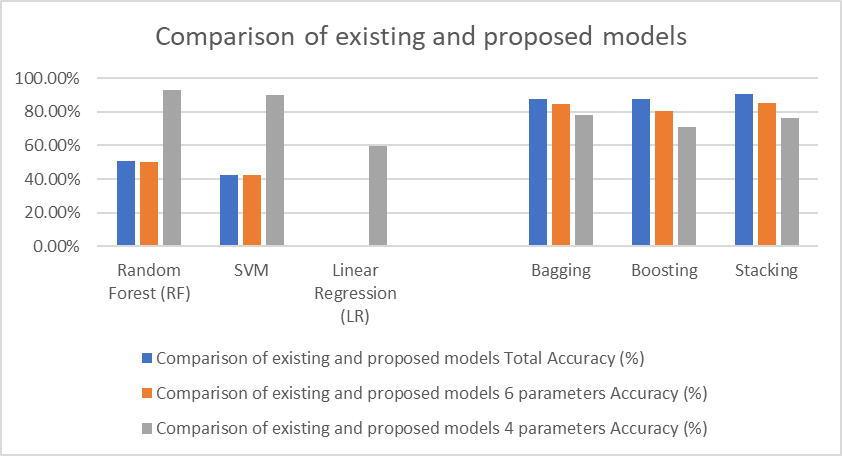 Comparison of existing and proposed models
100.00%
80.00%
60.00%
40.00%
20.00%
0.00%
Random
Forest (RF)
SVM
Linear
Regression
(LR)
Bagging
Boosting
Stacking
Comparison of existing and proposed models Total Accuracy (%)
Comparison of existing and proposed models 6 parameters Accuracy (%)
Comparison of existing and proposed models 4 parameters Accuracy (%)